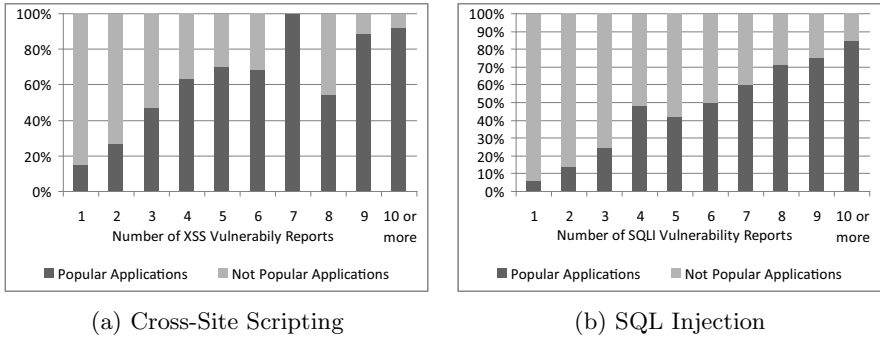 100%
80%
60%
40%
20%
0%
1 2 3 4 5 6 7 8 9 10 or more
Number of XSS Vulnerabily Reports
Popular Applications Not Popular Applications
(a) Cross-Site Scripting
100%
90%
80%
70%
60%
50%
40%
30%
20%
10%
0%
1 2 3 4 5 6 7 8 9 10 or more
Number of SQLI Vulnerability Reports
Popular Applications Not Popular Applications
(b) SQL Injection